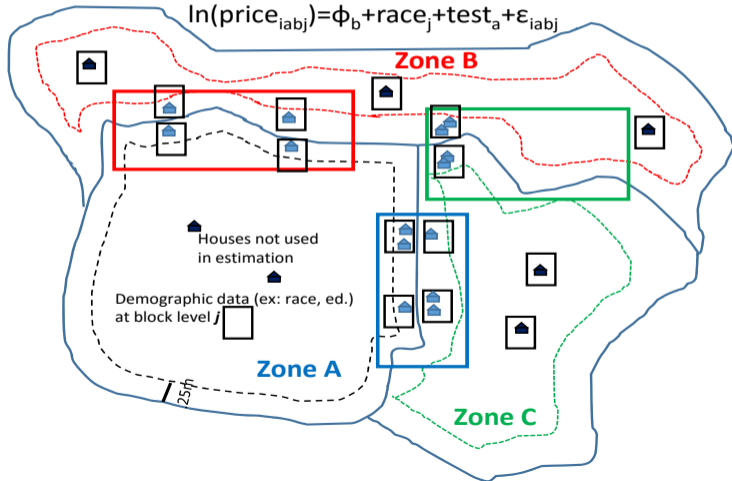 ln(price_iabj)=ϕ_b+race_j+test_a+ε_iabj
Zone B
Houses not used
in estimation
Demographic data (ex: race, ed.)
at block level j
Zone A
25m
Zone C